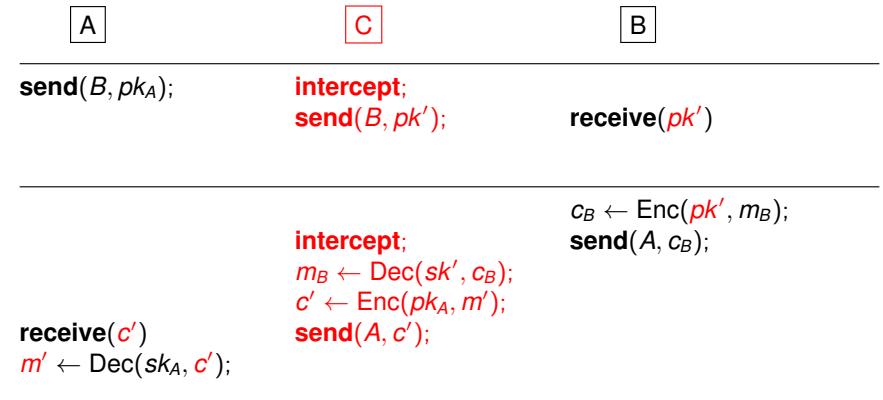 A C B
send(B, pk_A); intercept;
send(B, pk′); receive(pk′)
c_B ← Enc(pk′, m_B);
intercept; send(A, c_B);
m_B ← Dec(sk′, c_B);
c′ ← Enc(pk_A, m′);
receive(c′) send(A, c′);
m′ ← Dec(sk_A, c′);